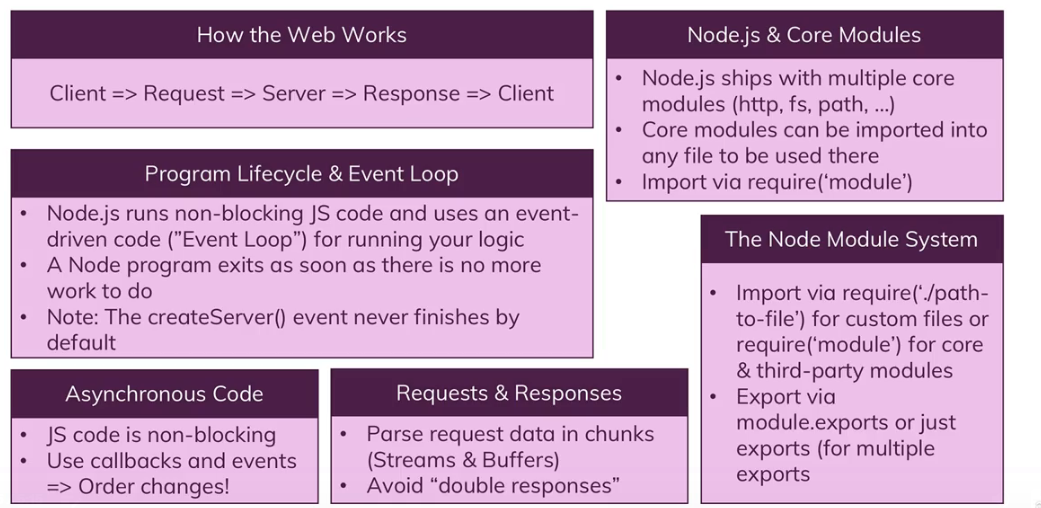 How the Web Works
Client => Request => Server => Response => Client
Node.js & Core Modules
• Node.js ships with multiple core
modules (http, fs, path, ...)
• Core modules can be imported into
any file to be used there
• Import via require(‘module’)
Program Lifecycle & Event Loop
• Node.js runs non-blocking JS code and uses an event-
driven code (”Event Loop”) for running your logic
• A Node program exits as soon as there is no more
work to do
• Note: The createServer() event never finishes by
default
The Node Module System
• Import via require(‘./path-
to-file’) for custom files or
require(‘module’) for core
& third-party modules
• Export via
module.exports or just
exports (for multiple
exports
Asynchronous Code
• JS code is non-blocking
• Use callbacks and events
=> Order changes!
Requests & Responses
• Parse request data in chunks
(Streams & Buffers)
• Avoid “double responses”